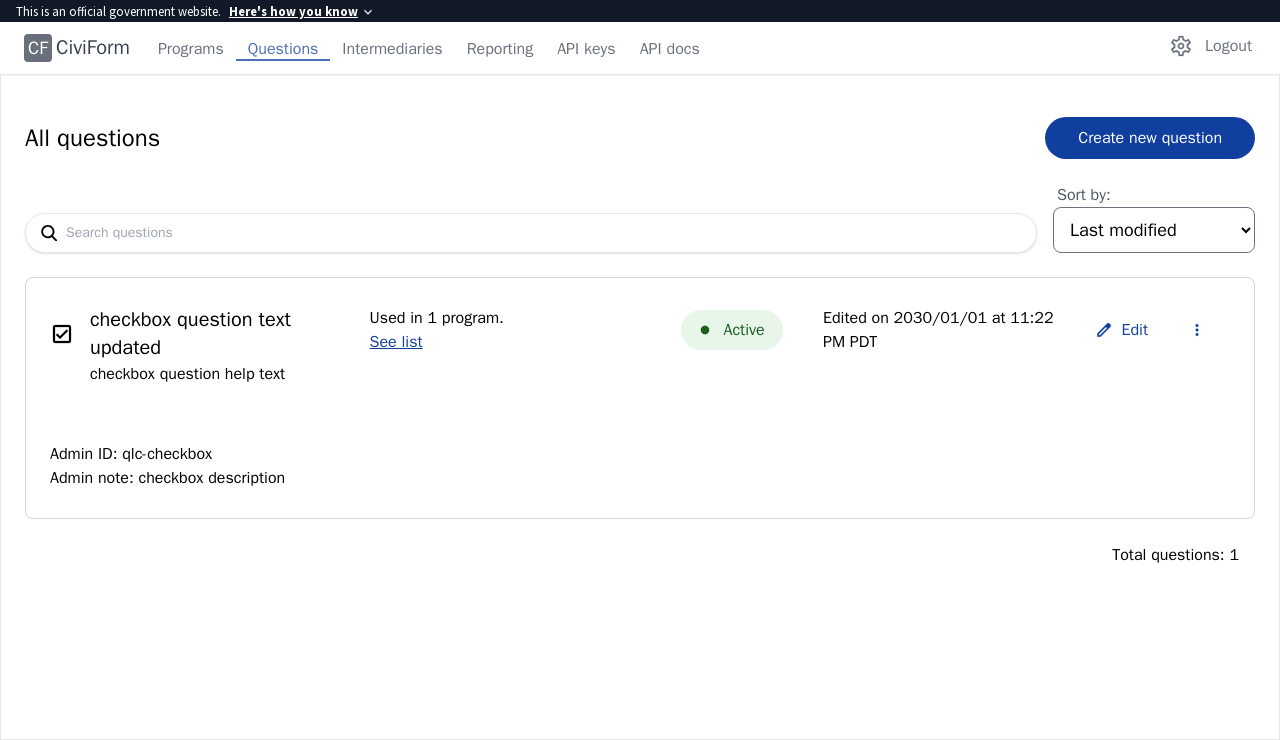 This is an official government website. Here's how you know
CF CiviForm Programs Questions Intermediaries Reporting API keys API docs Logout
All questions
Create new question
Sort by:
Search questions
Last modified
checkbox question text
updated
checkbox question help text
Used in 1 program.
See list
Active
Edited on 2030/01/01 at 11:22
PM PDT
Edit
Admin ID: qlc-checkbox
Admin note: checkbox description
Total questions: 1